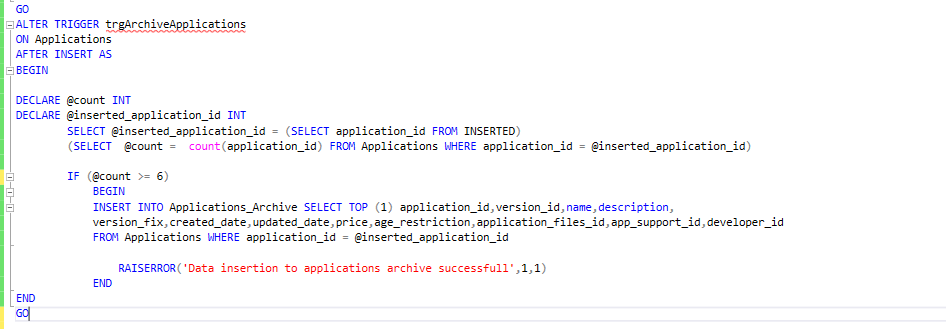 GO
ALTER TRIGGER trgArchiveApplications
ON Applications
AFTER INSERT AS
BEGIN
DECLARE @count INT
DECLARE @inserted_application_id INT
SELECT @inserted_application_id = (SELECT application_id FROM INSERTED)
(SELECT @count = count(application_id) FROM Applications WHERE application_id = @inserted_application_id)
IF (@count >= 6)
BEGIN
INSERT INTO Applications_Archive SELECT TOP (1) application_id,version_id,name,description,
version_fix,created_date,updated_date,price,age_restriction,application_files_id,app_support_id,developer_id
FROM Applications WHERE application_id = @inserted_application_id
RAISERROR('Data insertion to applications archive successfull',1,1)
END
END
GO